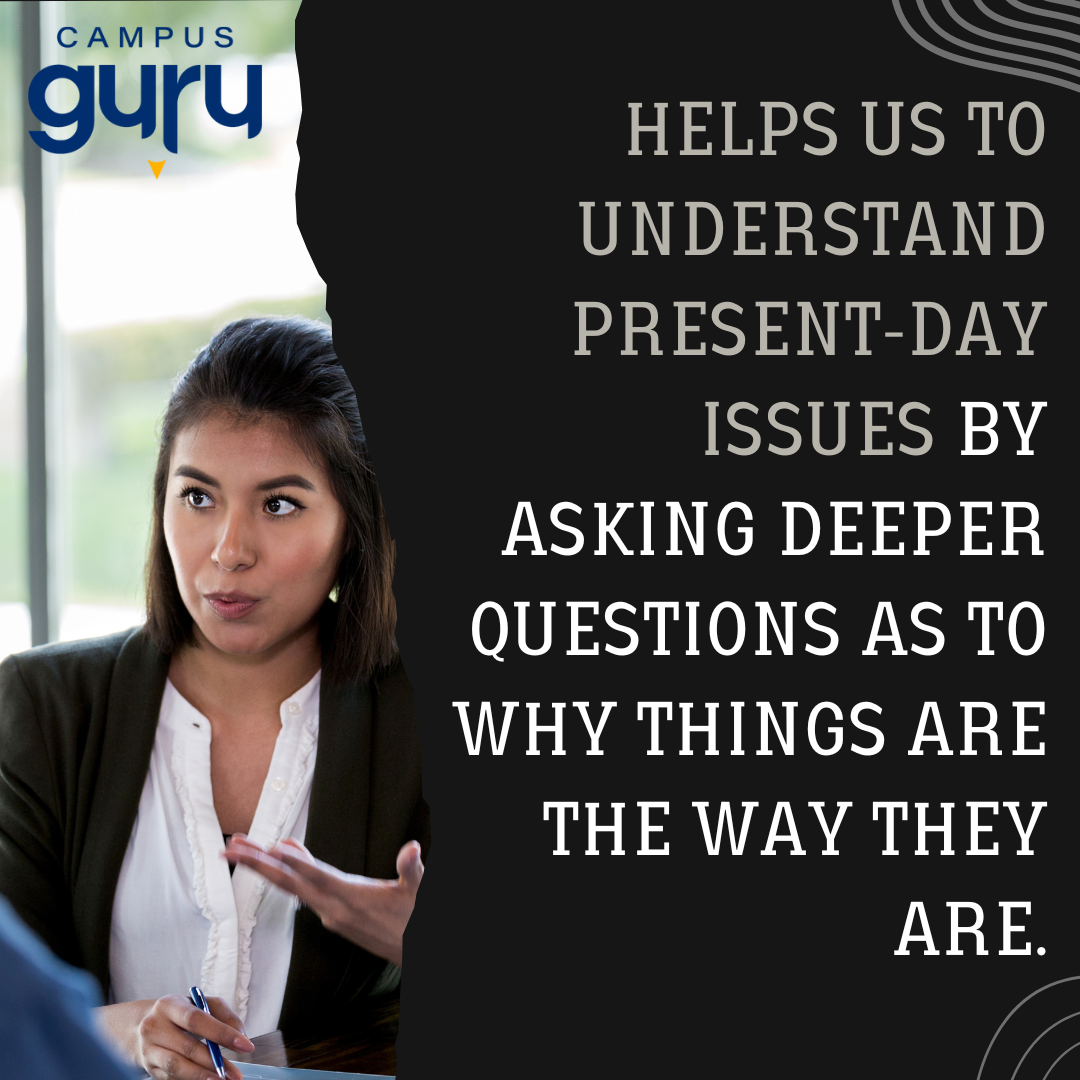 CAMPUS
guru
HELPS US TO
UNDERSTAND
PRESENT-DAY
ISSUES BY
ASKING DEEPER
QUESTIONS AS TO
WHY THINGS ARE
THE WAY THEY
ARE.